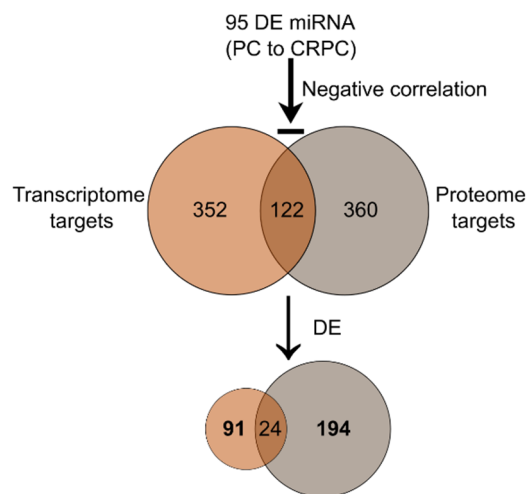 95 DE miRNA
(PC to CRPC)
Negative correlation
Transcriptome
targets
352
122
360
Proteome
targets
DE
91
24
194